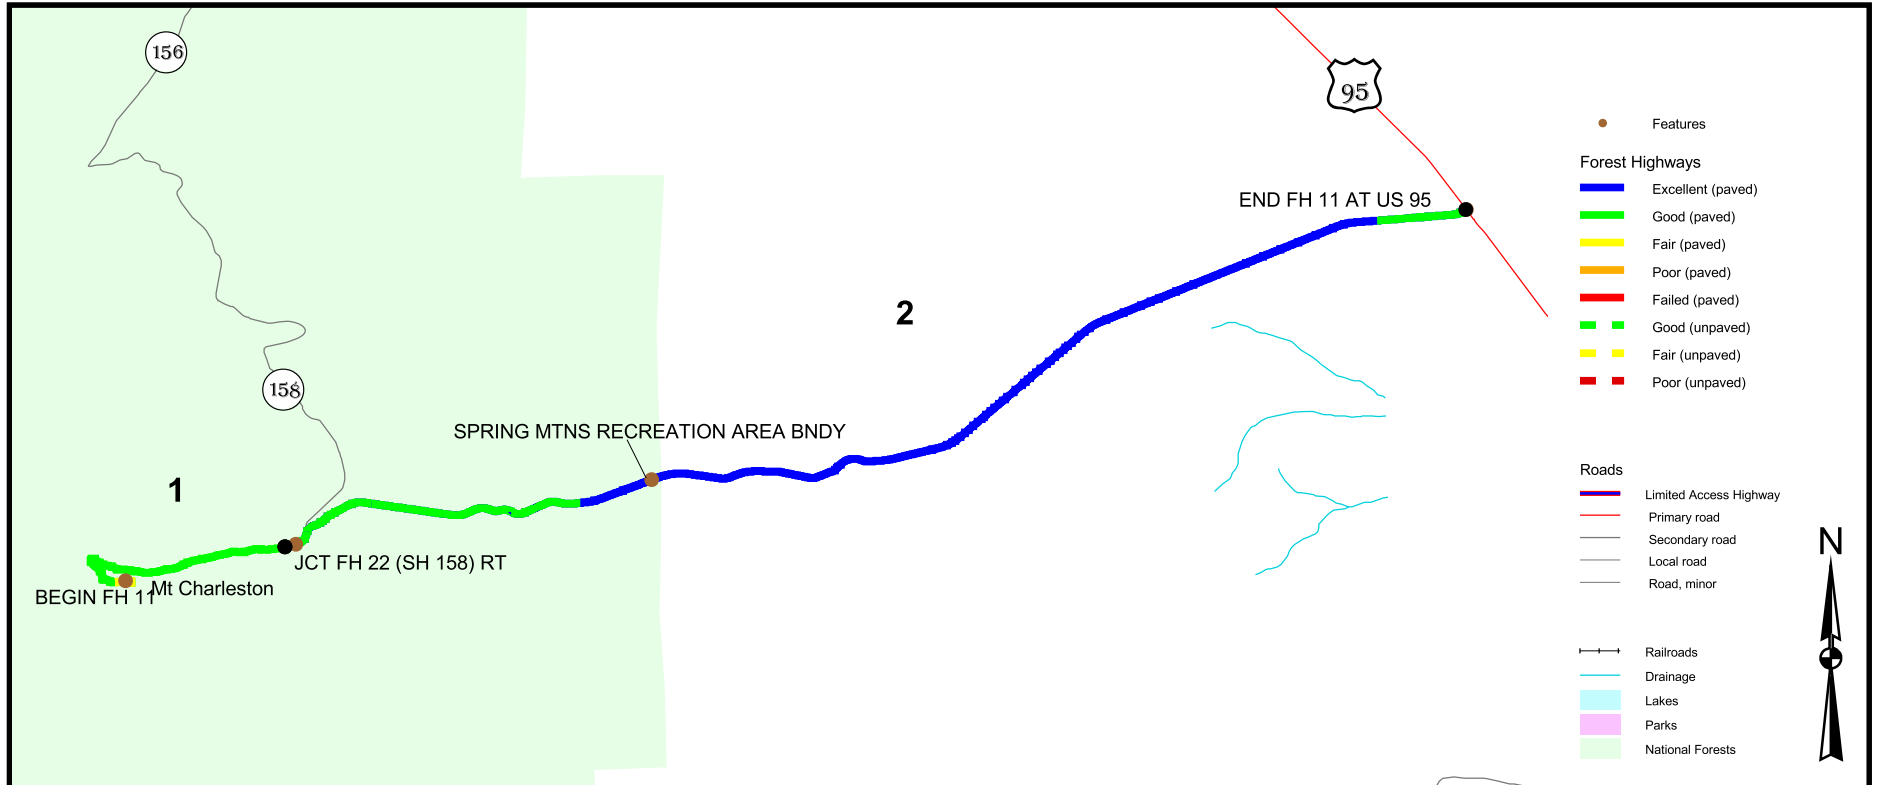 156
95
Features
Forest Highways
Excellent (paved)
END FH 11 AT US 95
Good (paved)
Fair (paved)
Poor (paved)
Failed (paved)
2
Good (unpaved)
Fair (unpaved)
Poor (unpaved)
158
SPRING MTNS RECREATION AREA BNDY
Roads
1
Limited Access Highway
Primary road
Secondary road
N
JCT FH 22 (SH 158) RT
Local road
Road, minor
Mt Charleston
BEGIN FH 11
Railroads
Drainage
Lakes
Parks
National Forests